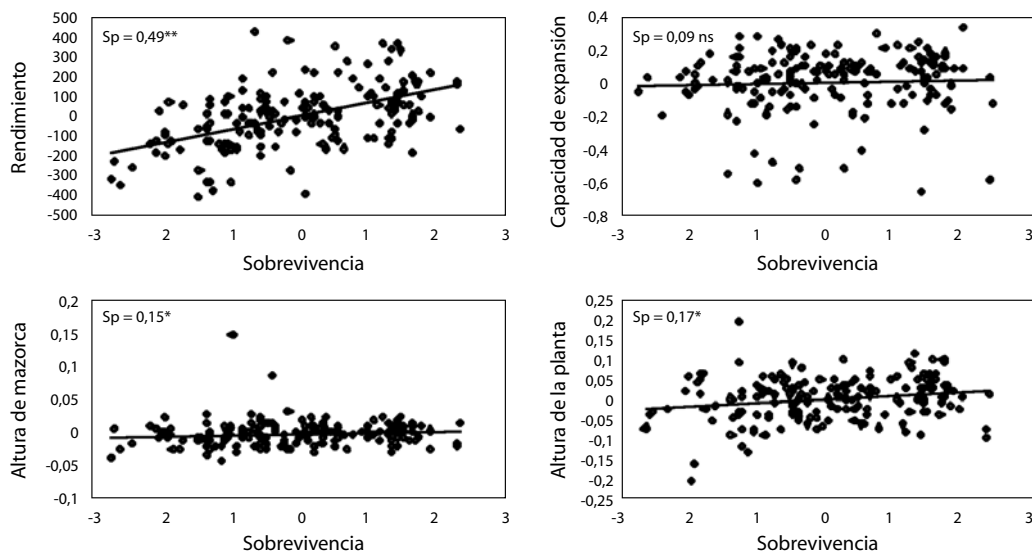 Sp = 0,49**
Rendimiento
500
400
300
200
100
0
-100
-200
-300
-400
500
-3 2 1 0 1 2 3
Sobrevivencia
Sp = 0,09 ns
Capacidad de expansión
0,4
0,2
0
-0,2
-0,4
-0,6
-0,8
-3 2 1 0 1 2 3
Sobrevivencia
Sp = 0,15*
Altura de mazorca
0,2
0,15
0,1
0,05
0
-0,05
-0,1
-3 2 1 0 1 2 3
Sobrevivencia
Sp = 0,17*
Altura de la planta
0,25
0,2
0,15
0,1
0,05
0
-0,05
-0,1
-0,15
-0,2
-0,25
-3 2 1 0 1 2 3
Sobrevivencia